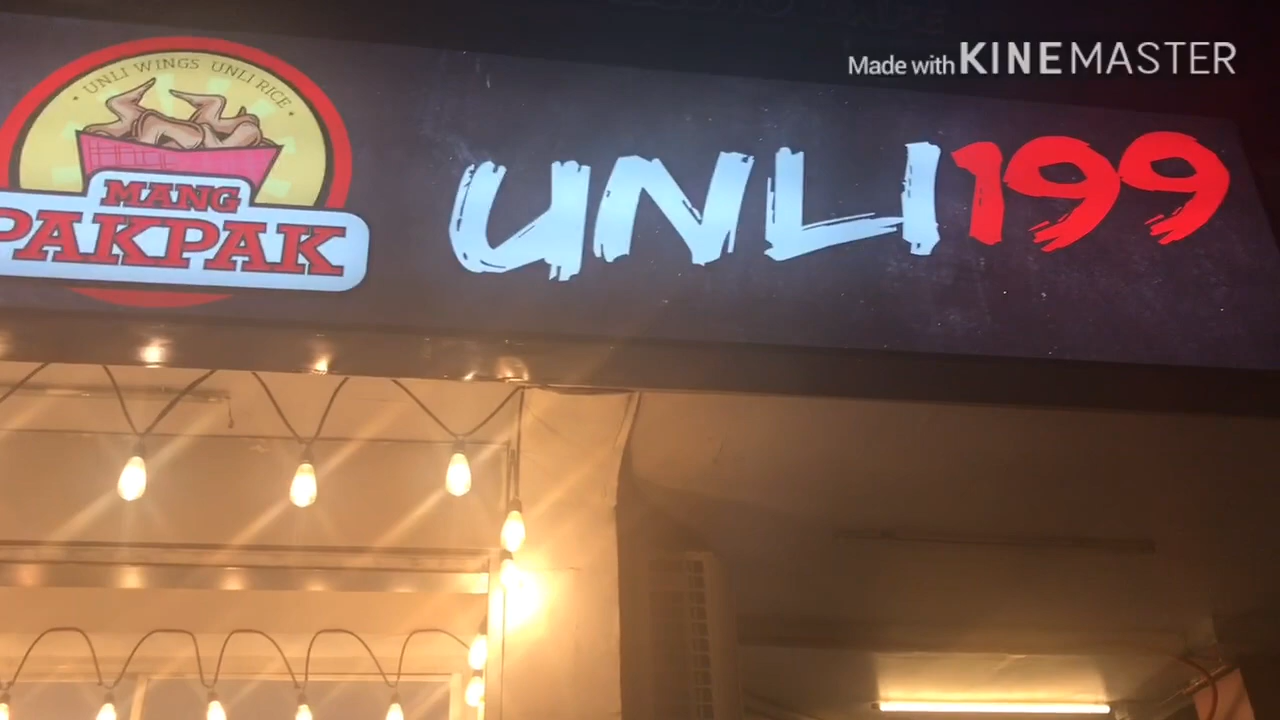 Made with KINEMASTER
• UNLI WINGS UNLI RICE •
MANG
PAKPAK
UNLI199